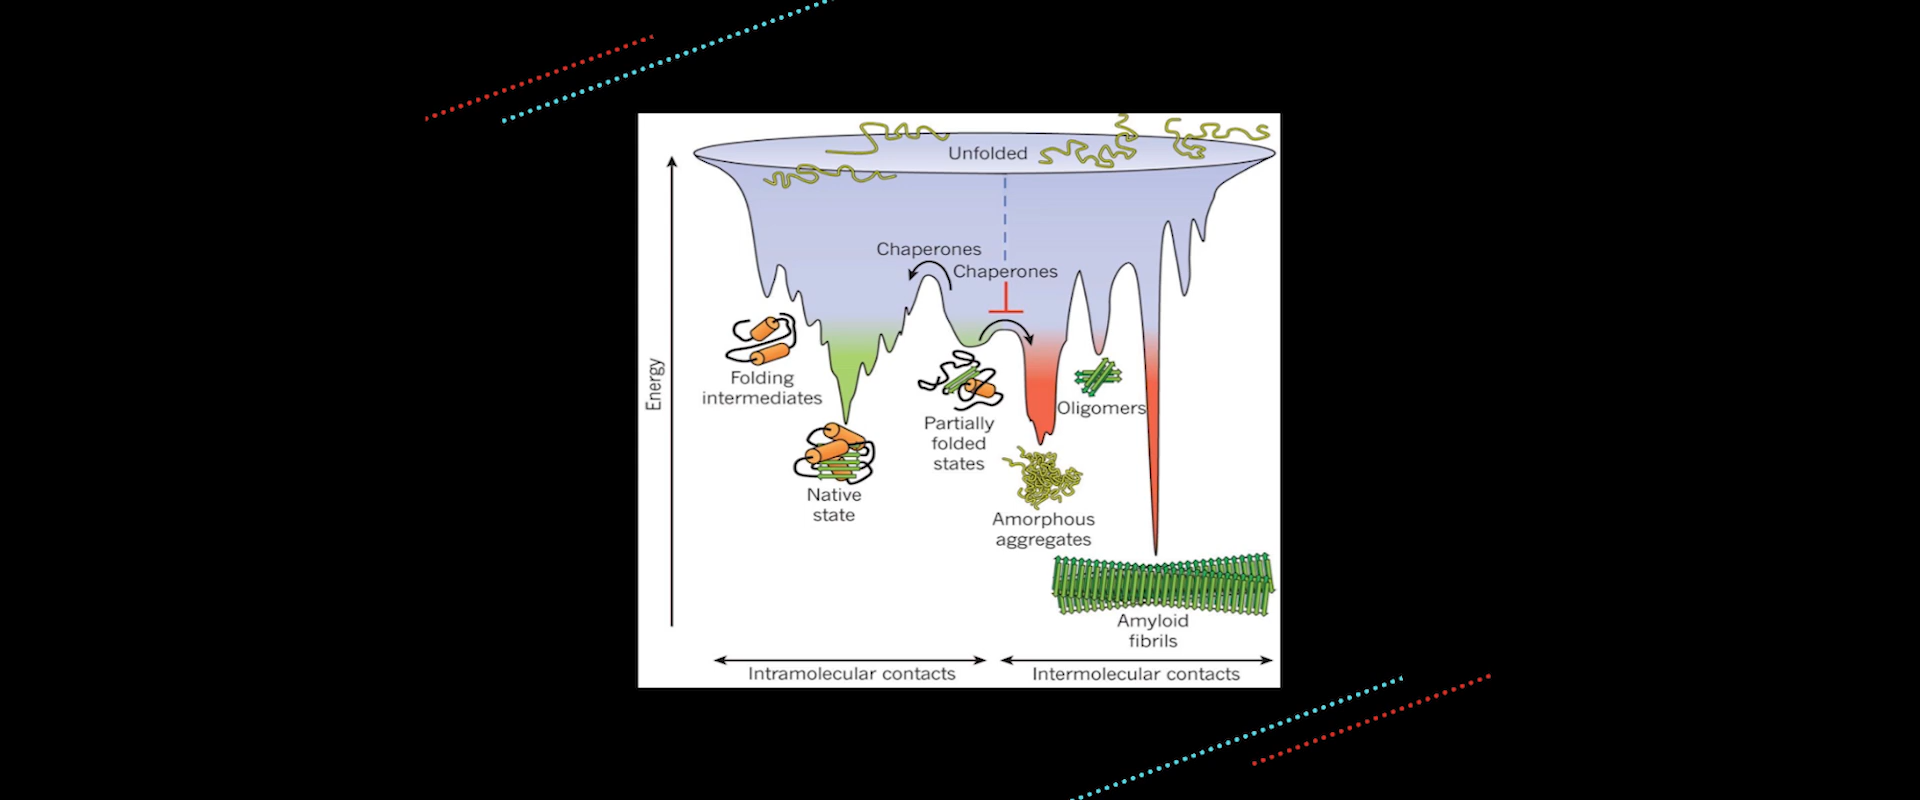 Unfolded
Chaperones
Chaperones
Energy
Folding
intermediates
Native
state
Partially
folded
states
Oligomers
Amorphous
aggregates
Amyloid
fibrils
Intramolecular contacts
Intermolecular contacts